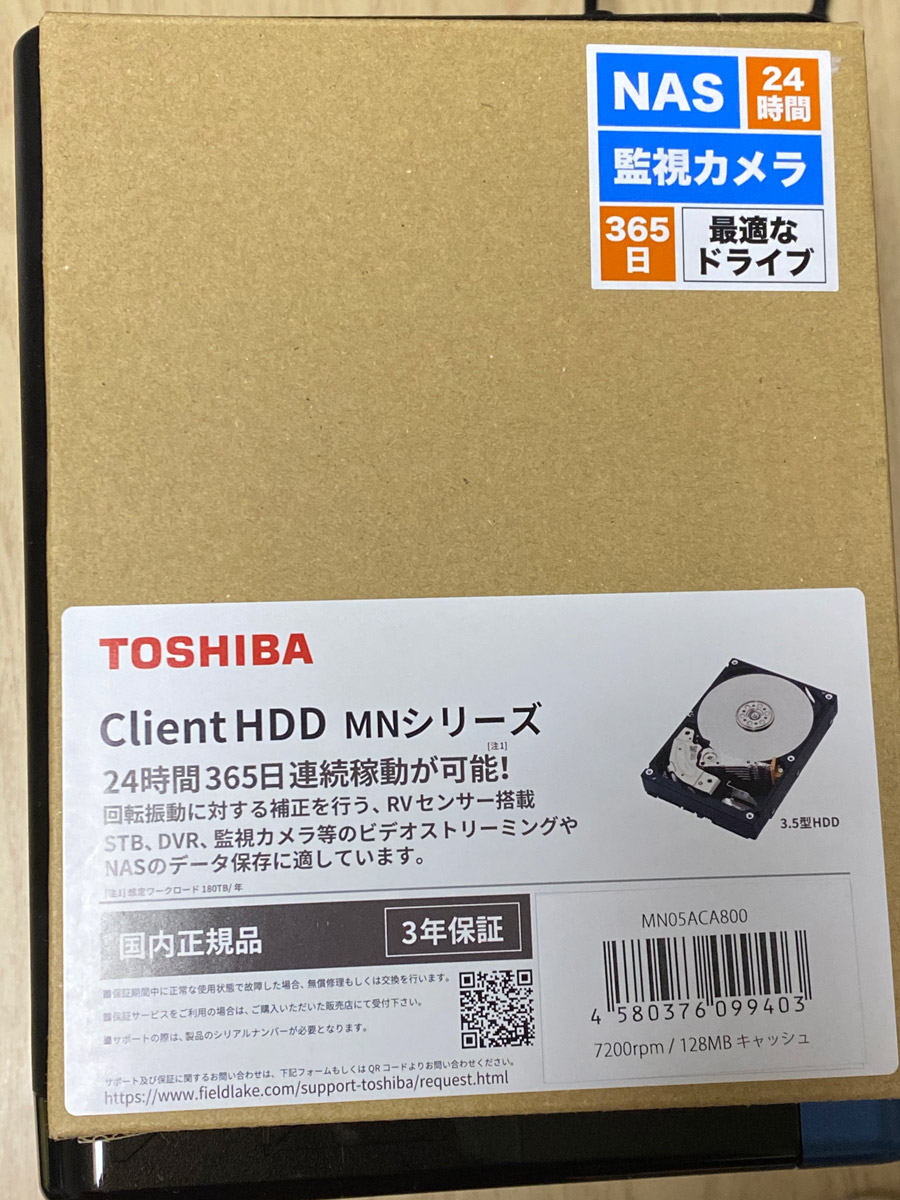 NAS
24
時間
監視カメラ
365
日
最適な
ドライブ
TOSHIBA
Client HDD MNシリーズ
[注1]
24時間365日連続稼動が可能!
回転振動に対する補正を行う、RVセンサー搭載
STB、DVR、監視カメラ等のビデオストリーミングや
NASのデータ保存に適しています。
[注1] 想定ワークロード 180TB/年
3.5型HDD
国内正規品
3年保証
■保証期間中に正常な使用状態で故障した場合、無償修理もしくは交換を行います。
■保証サービスをご利用の場合は、ご購入いただいた販売店にて受付下さい。
■サポートの際は、製品のシリアルナンバーが必要となります。
サポート及び保証に関するお問い合わせは、下記フォームもしくは QR コードよりお問い合わせください。
https://www.fieldlake.com/support-toshiba/request.html
MN05ACA800
4 580376 099403
7200rpm / 128MB キャッシュ